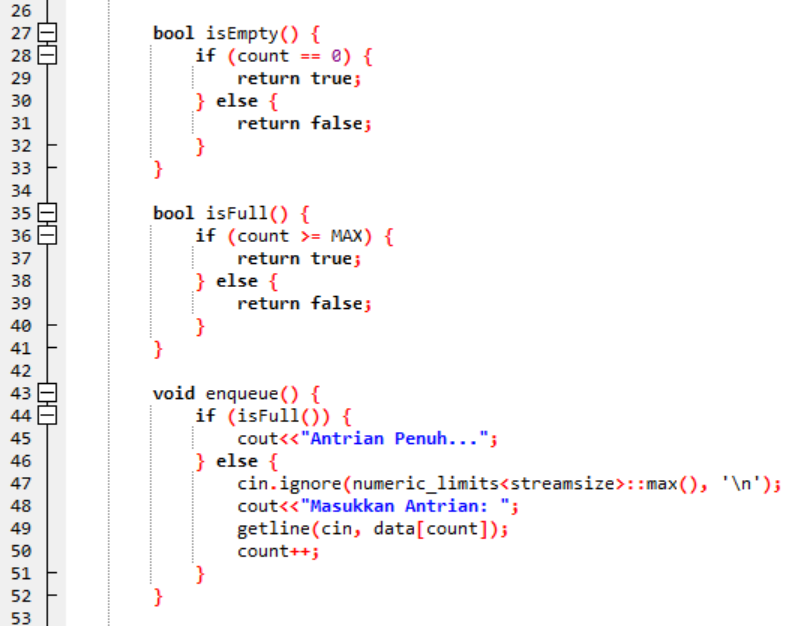 26
27 bool isEmpty() {
28 if (count == 0) {
29 return true;
30 } else {
31 return false;
32 }
33 }
34
35 bool isFull() {
36 if (count >= MAX) {
37 return true;
38 } else {
39 return false;
40 }
41 }
42
43 void enqueue() {
44 if (isFull()) {
45 cout<<"Antrian Penuh...";
46 } else {
47 cin.ignore(numeric_limits<streamsize>::max(), '\n');
48 cout<<"Masukkan Antrian: ";
49 getline(cin, data[count]);
50 count++;
51 }
52 }
53